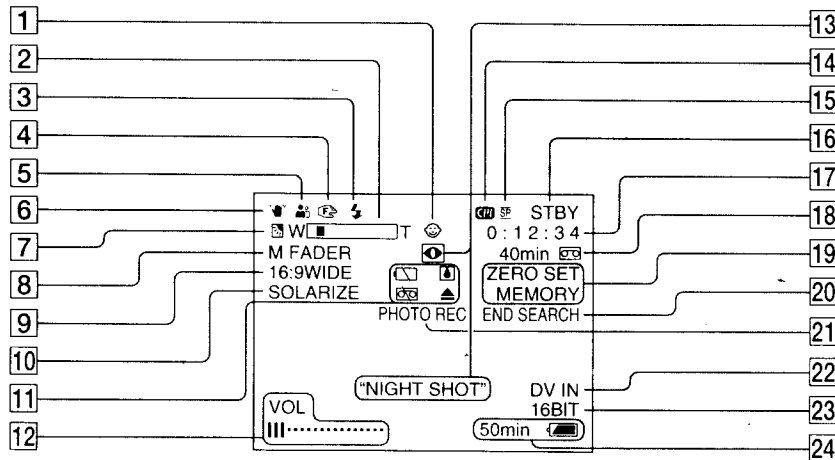 1
2
3
4
5
6
7
8
9
10
11
12
W T
M FADER
16:9WIDE
SOLARIZE
PHOTO REC
"NIGHT SHOT"
VOL
SP STBY
0:12:34
40min
ZERO SET
MEMORY
END SEARCH
DV IN
16BIT
50min
13
14
15
16
17
18
19
20
21
22
23
24